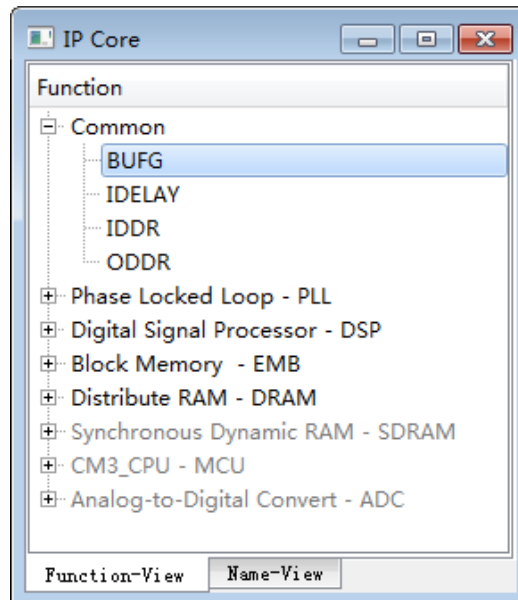 IP Core
Function
Common
BUFG
IDELAY
IDDR
ODDR
Phase Locked Loop - PLL
Digital Signal Processor - DSP
Block Memory - EMB
Distribute RAM - DRAM
Synchronous Dynamic RAM - SDRAM
CM3_CPU - MCU
Analog-to-Digital Convert - ADC
Function-View Name-View